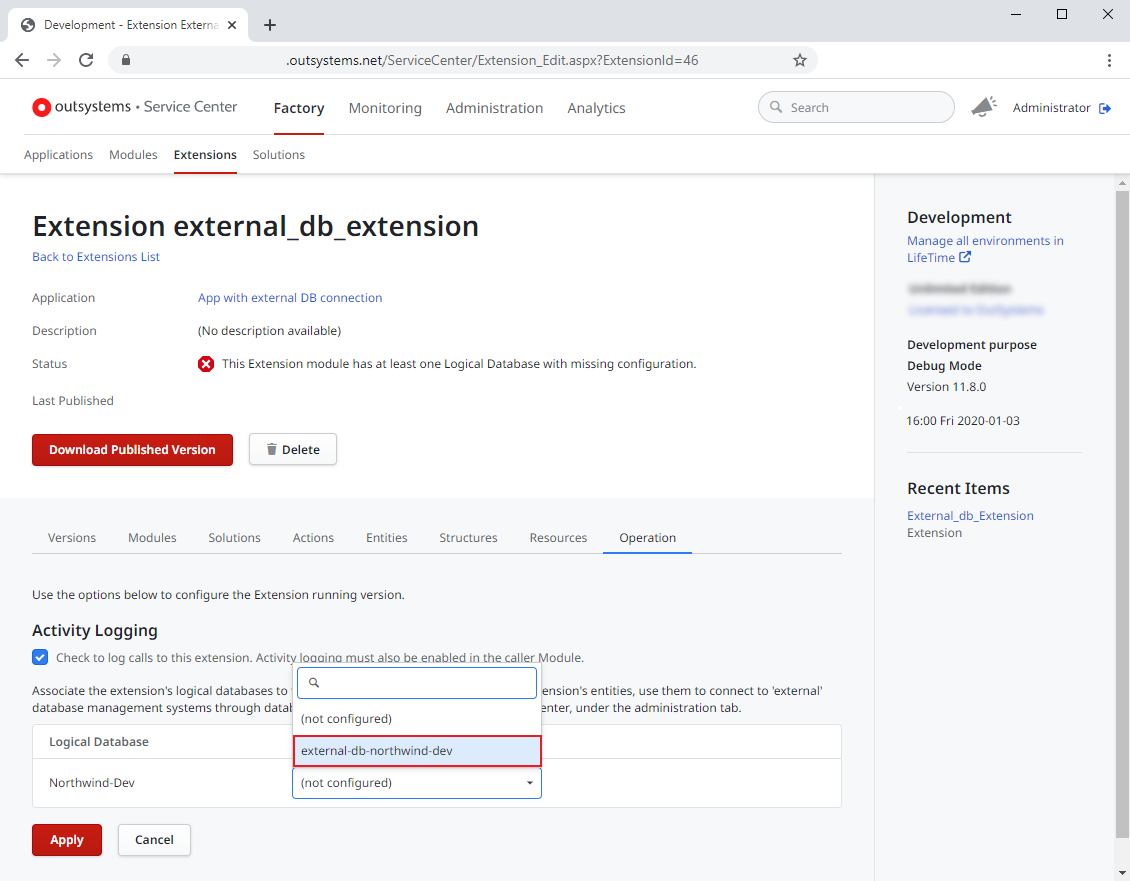 Development - Extension Externa
.outsystems.net/ServiceCenter/Extension_Edit.aspx?ExtensionId=46
outsystems • Service Center
Factory
Monitoring
Administration
Analytics
Search
Administrator
Applications
Modules
Extensions
Solutions
Extension external_db_extension
Back to Extensions List
Application
App with external DB connection
Description
(No description available)
Status
This Extension module has at least one Logical Database with missing configuration.
Last Published
Download Published Version
Delete
Versions
Modules
Solutions
Actions
Entities
Structures
Resources
Operation
Use the options below to configure the Extension running version.
Activity Logging
Check to log calls to this extension. Activity logging must also be enabled in the caller Module.
Associate the extension's logical databases to ension's entities, use them to connect to 'external'
database management systems through datab enter, under the administration tab.
(not configured)
Logical Database
external-db-northwind-dev
Northwind-Dev
(not configured)
Apply
Cancel
Development
Manage all environments in
LifeTime
Development purpose
Debug Mode
Version 11.8.0
16:00 Fri 2020-01-03
Recent Items
External_db_Extension
Extension